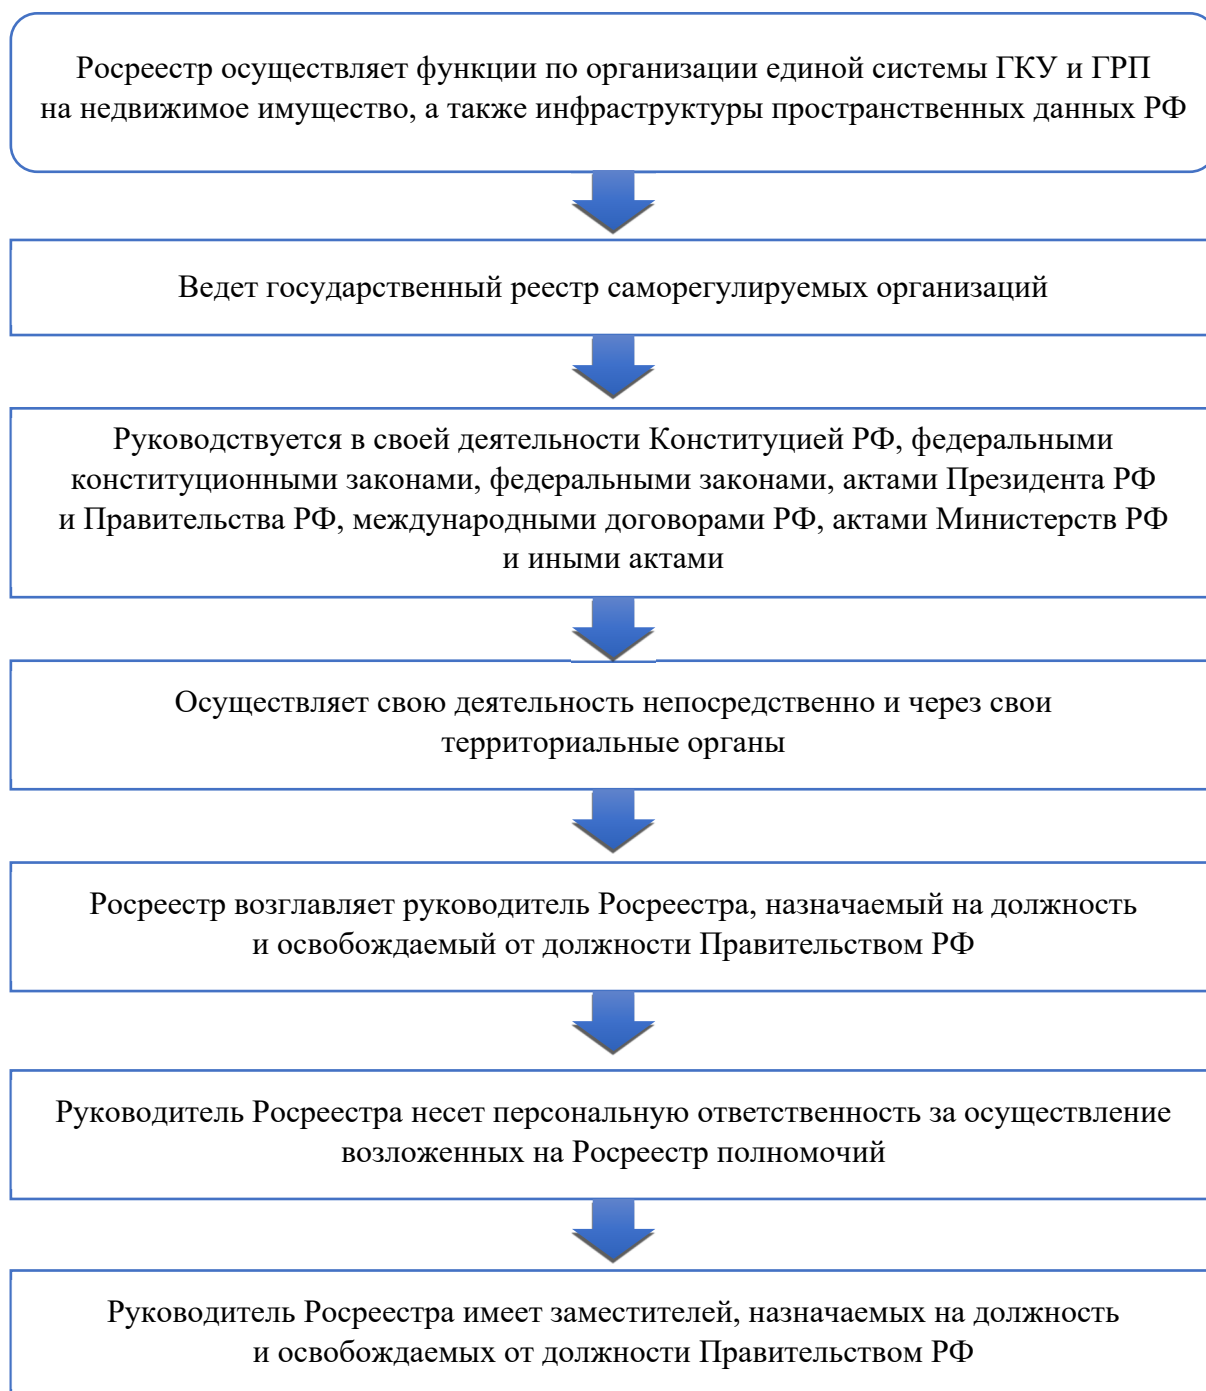 Росреестр осуществляет функции по организации единой системы ГКУ и ГРП
на недвижимое имущество, а также инфраструктуры пространственных данных РФ
Ведет государственный реестр саморегулируемых организаций
Руководствуется в своей деятельности Конституцией РФ, федеральными
конституционными законами, федеральными законами, актами Президента РФ
и Правительства РФ, международными договорами РФ, актами Министерств РФ
и иными актами
Осуществляет свою деятельность непосредственно и через свои
территориальные органы
Росреестр возглавляет руководитель Росреестра, назначаемый на должность
и освобождаемый от должности Правительством РФ
Руководитель Росреестра несет персональную ответственность за осуществление
возложенных на Росреестр полномочий
Руководитель Росреестра имеет заместителей, назначаемых на должность
и освобождаемых от должности Правительством РФ